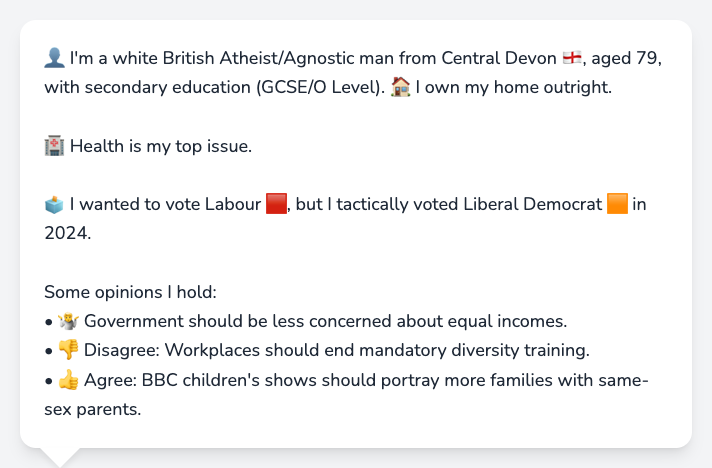 👤 I'm a white British Atheist/Agnostic man from Central Devon 🏴󠁧󠁢󠁥󠁮󠁧󠁿, aged 79,
with secondary education (GCSE/O Level). 🏠 I own my home outright.
🏥 Health is my top issue.
🗳️ I wanted to vote Labour 🟥, but I tactically voted Liberal Democrat 🟧 in
2024.
Some opinions I hold:
• 🤷 Government should be less concerned about equal incomes.
• 👎 Disagree: Workplaces should end mandatory diversity training.
• 👍 Agree: BBC children's shows should portray more families with same-
sex parents.